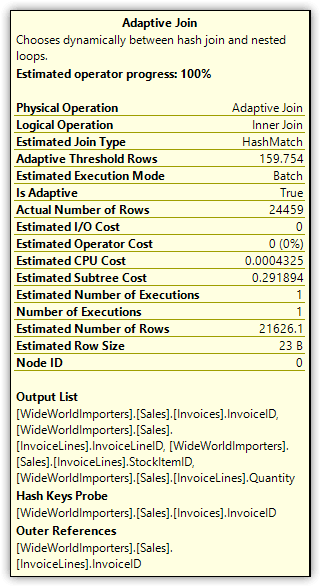 Adaptive Join
Chooses dynamically between hash join and nested
loops.
Estimated operator progress: 100%
Physical Operation Adaptive Join
Logical Operation Inner Join
Estimated Join Type HashMatch
Adaptive Threshold Rows 159.754
Estimated Execution Mode Batch
Is Adaptive True
Actual Number of Rows 24459
Estimated I/O Cost 0
Estimated Operator Cost 0 (0%)
Estimated CPU Cost 0.0004325
Estimated Subtree Cost 0.291894
Estimated Number of Executions 1
Number of Executions 1
Estimated Number of Rows 21626.1
Estimated Row Size 23 B
Node ID 0
Output List
[WideWorldImporters].[Sales].[Invoices].InvoiceID,
[WideWorldImporters].[Sales].
[InvoiceLines].InvoiceLineID, [WideWorldImporters].
[Sales].[InvoiceLines].StockItemID,
[WideWorldImporters].[Sales].[InvoiceLines].Quantity
Hash Keys Probe
[WideWorldImporters].[Sales].[Invoices].InvoiceID
Outer References
[WideWorldImporters].[Sales].
[InvoiceLines].InvoiceID